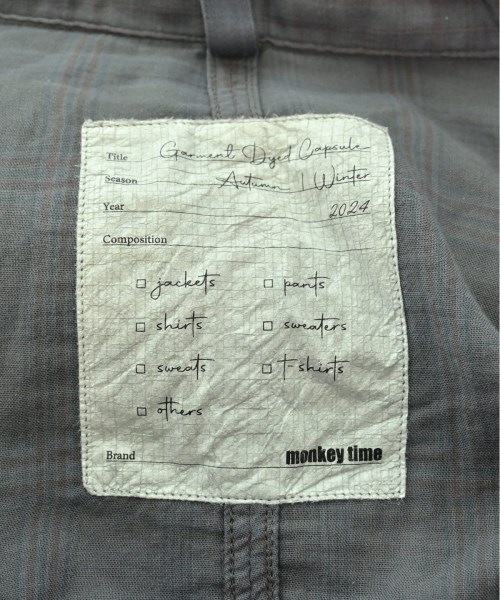 Title Garment Dyed Capsule
Season Autumn | Winter
Year 2024
Composition
☐ jackets ☐ pants
☐ shirts ☐ sweaters
☐ sweats ☐ t-shirts
☐ others
Brand monkey time